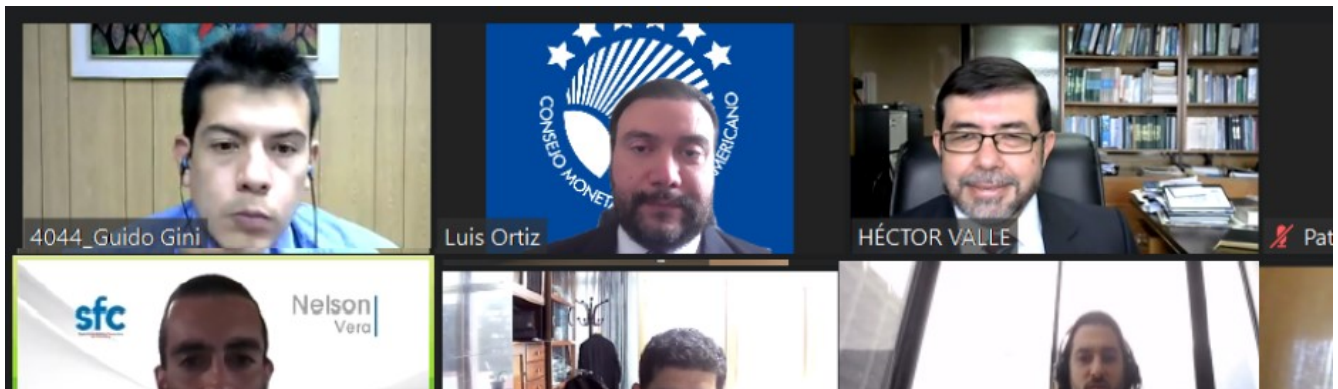 CONSEJO MONETA
AMERICANO
4044_Guido Gini
Luis Ortiz
HÉCTOR VALLE
Pat
sfc
Nelson
Vera